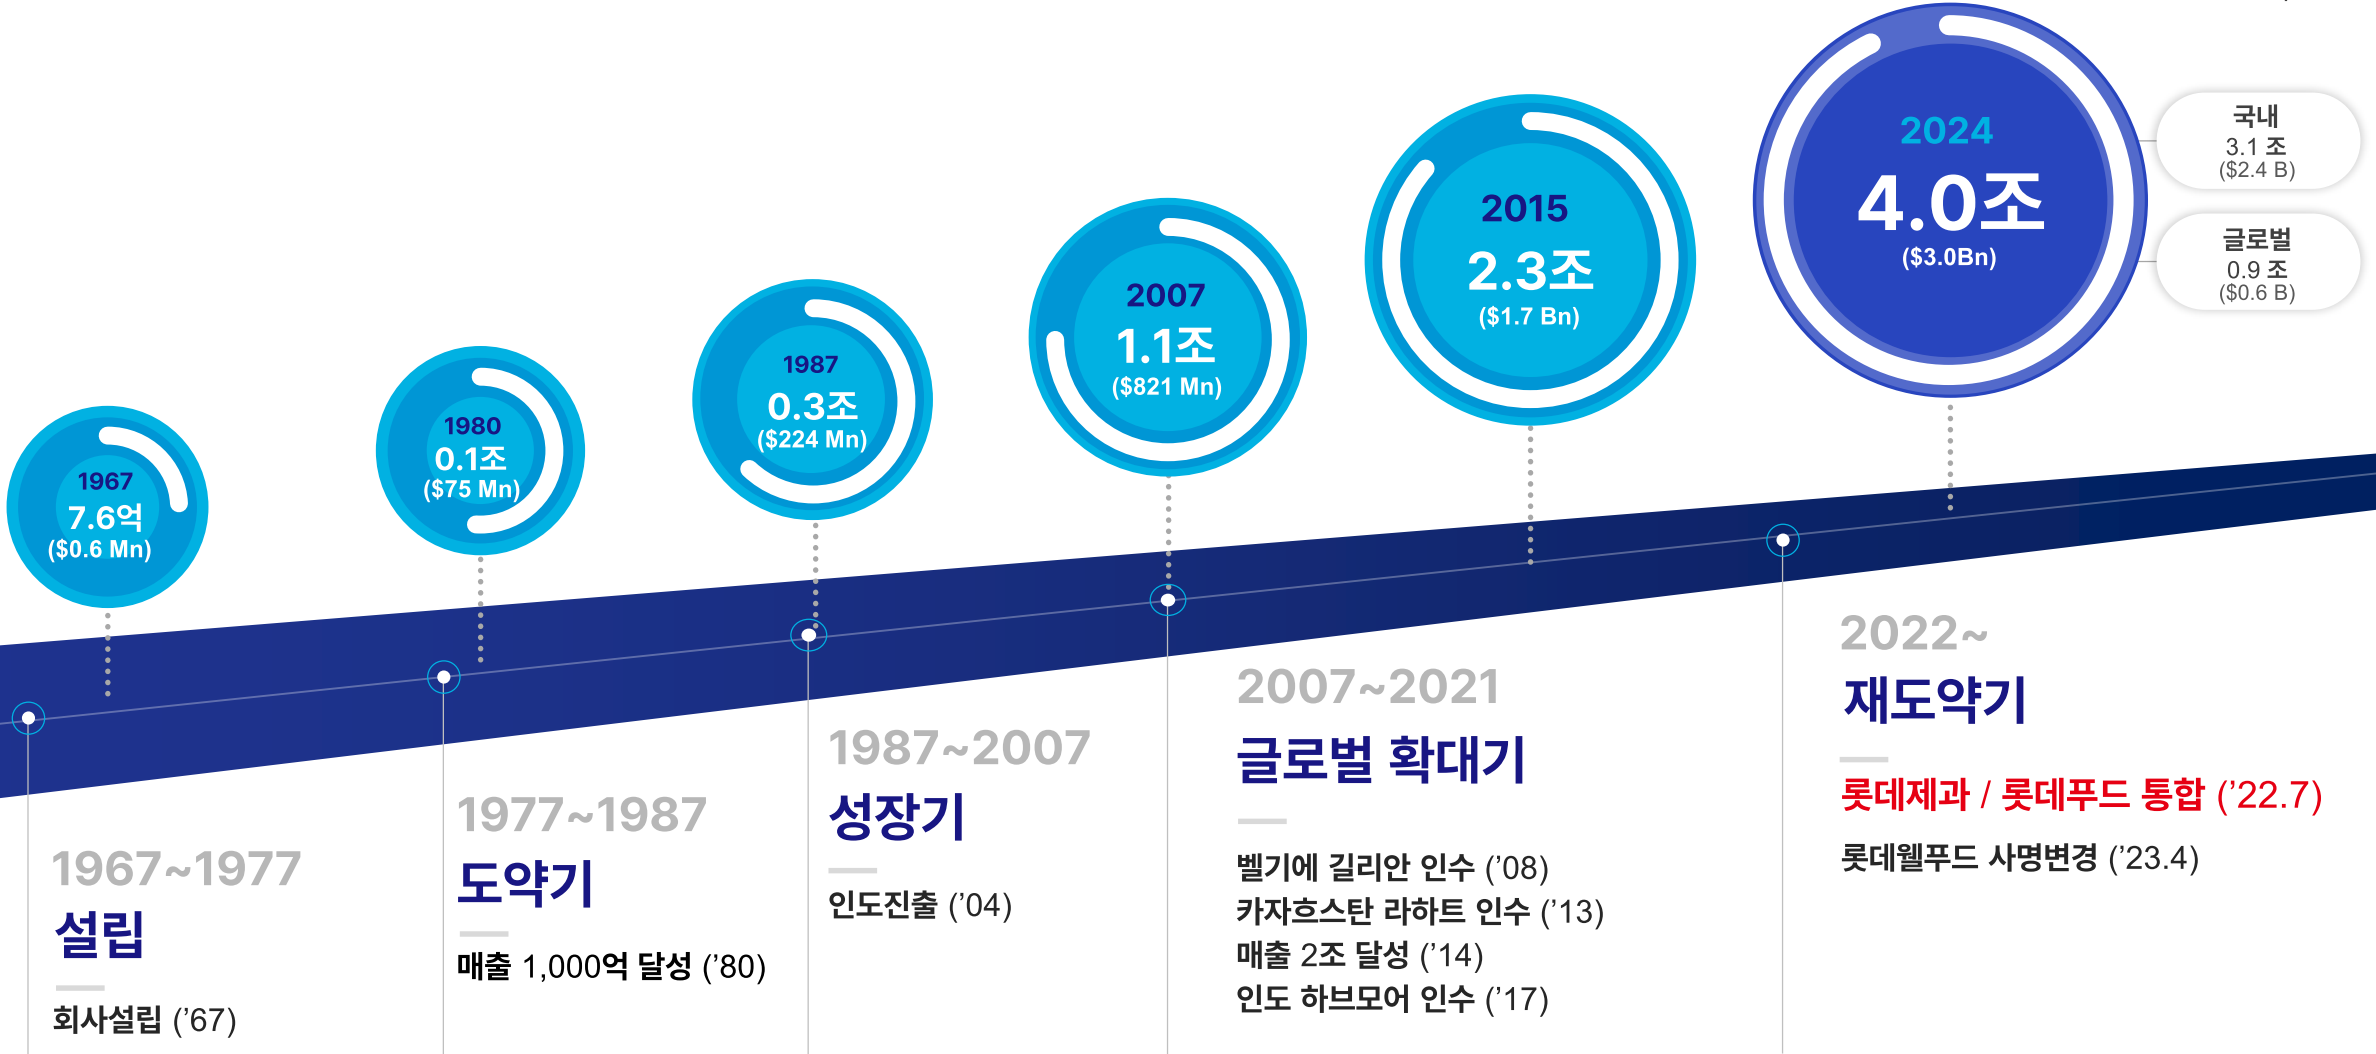 1967
7.6억
($0.6 Mn)
1980
0.1조
($75 Mn)
1987
0.3조
($224 Mn)
2007
1.1조
($821 Mn)
2015
2.3조
($1.7 Bn)
2024
4.0조
($3.0Bn)
국내
3.1 조
($2.4 B)
글로벌
0.9 조
($0.6 B)
1967~1977
설립
회사설립 (’67)
1977~1987
도약기
매출 1,000억 달성 (’80)
1987~2007
성장기
인도진출 (’04)
2007~2021
글로벌 확대기
벨기에 길리안 인수 (’08)
카자흐스탄 라하트 인수 (’13)
매출 2조 달성 (’14)
인도 하브모어 인수 (’17)
2022~
재도약기
롯데제과 / 롯데푸드 통합 (’22.7)
롯데웰푸드 사명변경 (’23.4)